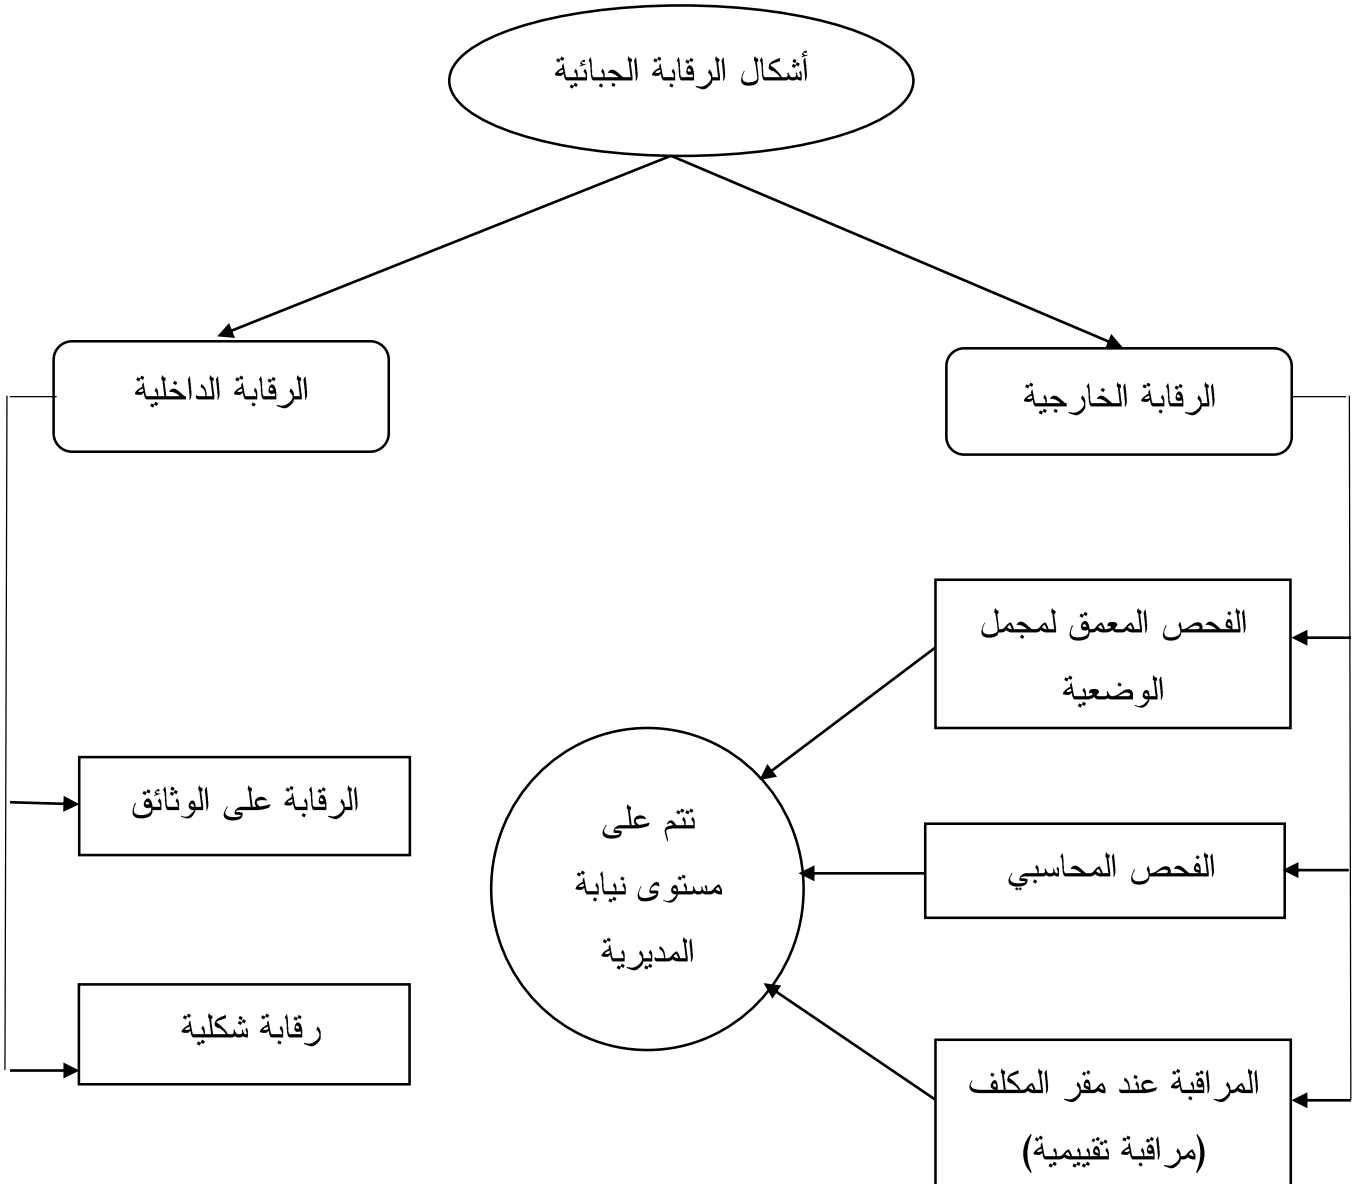 أشكال الرقابة الجبائية
الرقابة الخارجية
الرقابة الداخلية
الفحص المعمق لمجمل
الوضعية
الفحص المحاسبي
المراقبة عند مقر المكلف
(مراقبة تقييمية)
تتم على
مستوى نيابة
المديرية
الرقابة على الوثائق
رقابة شكلية